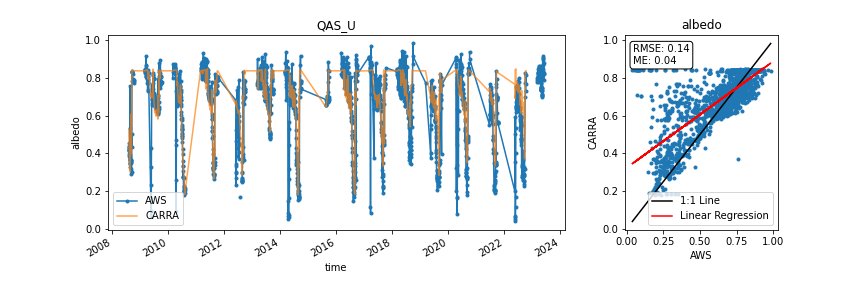 QAS_U
albedo
1.0
0.8
0.6
0.4
0.2
0.0
albedo
AWS
CARRA
2008
2010
2012
2014
2016
2018
2020
2022
2024
time
albedo
1.0
0.8
0.6
0.4
0.2
0.0
CARRA
RMSE: 0.14
ME: 0.04
1:1 Line
Linear Regression
0.00
0.25
0.50
0.75
1.00
AWS